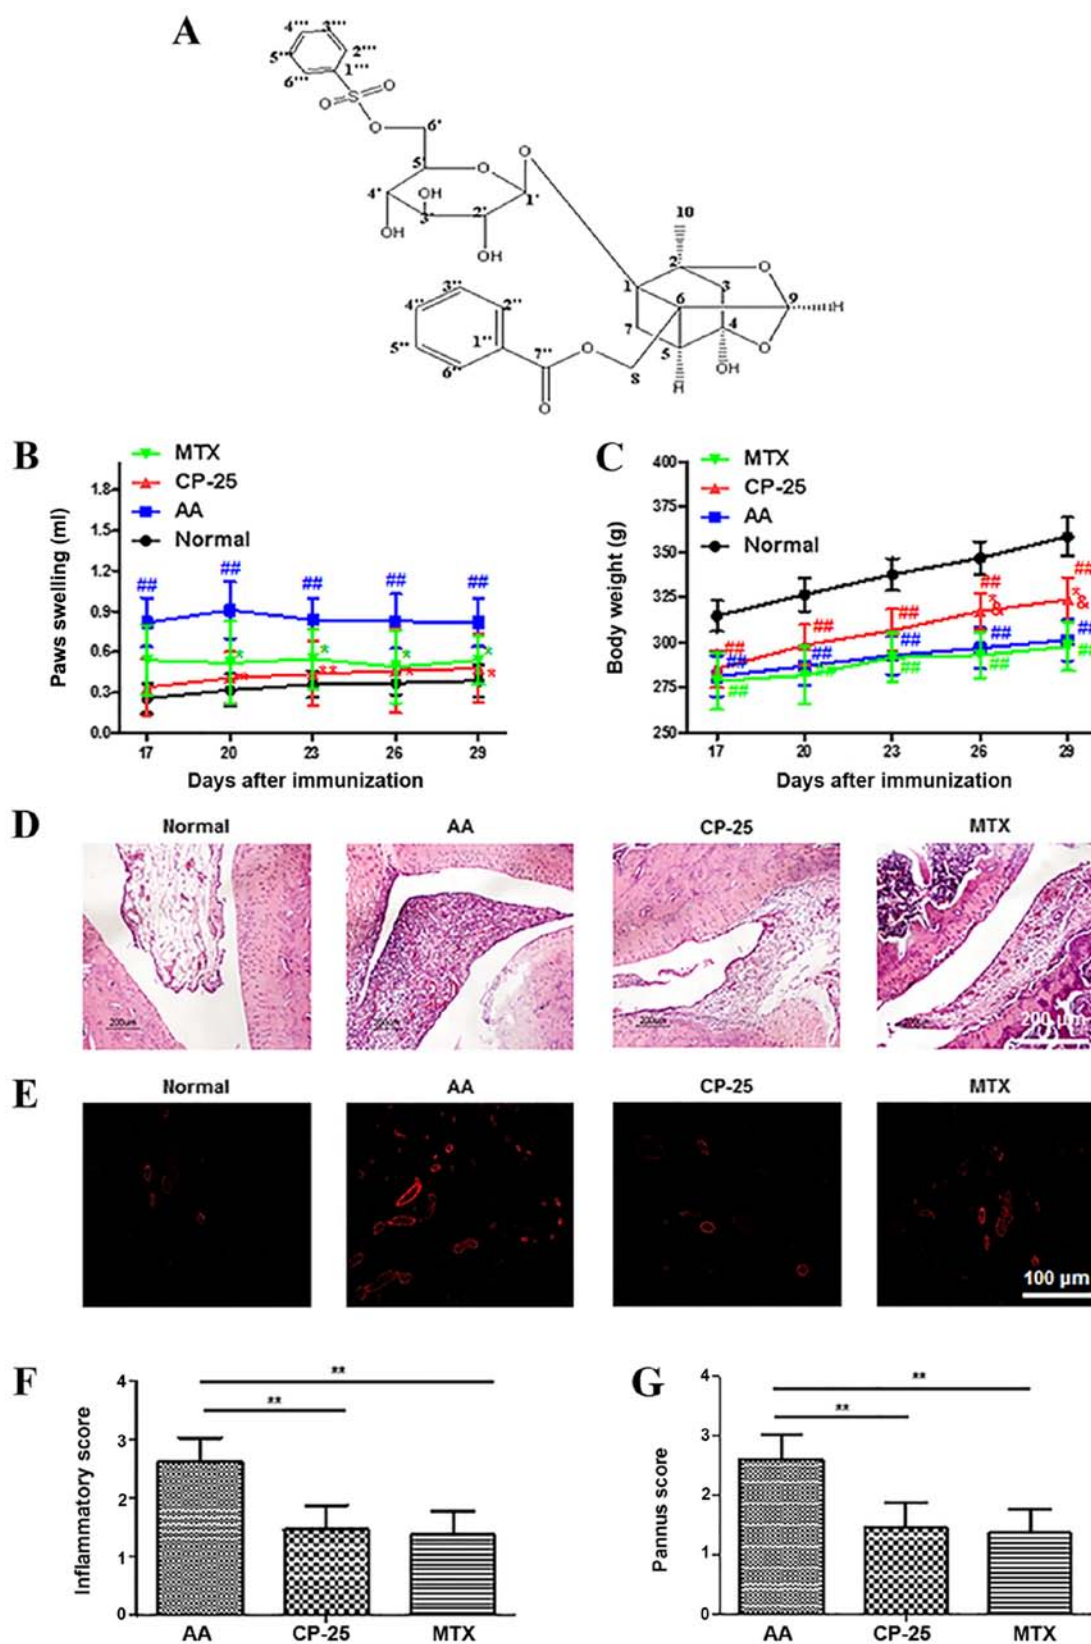 A
4''' 3'''
5''' 2'''
6''' 1'''
O S O
O 6'
5' O O
4' OH 1'
3' 2'
OH OH
10
2 O
1 3
6 9 H
7 4
5 O
OH
H
3''
4'' 2''
5'' 1''
6'' 7'' O 8
O
B
MTX
CP-25
AA
Normal
Paws swelling (ml)
1.8
1.5
1.2
0.9
0.6
0.3
0.0
## ## ## ## ##
* * * *
** ** * *
17 20 23 26 29
Days after immunization
C
MTX
CP-25
AA
Normal
Body weight (g)
400
375
350
325
300
275
250
## ## ## ## ##
*& *&
## ## ## ## ##
## ## ## ## ##
17 20 23 26 29
Days after immunization
D
Normal AA CP-25 MTX
200um 200um 200um 200 µm
E
Normal AA CP-25 MTX
100 µm
F
Inflammatory score
4
3
2
1
0
**
**
AA CP-25 MTX
G
Pannus score
4
3
2
1
0
**
**
AA CP-25 MTX